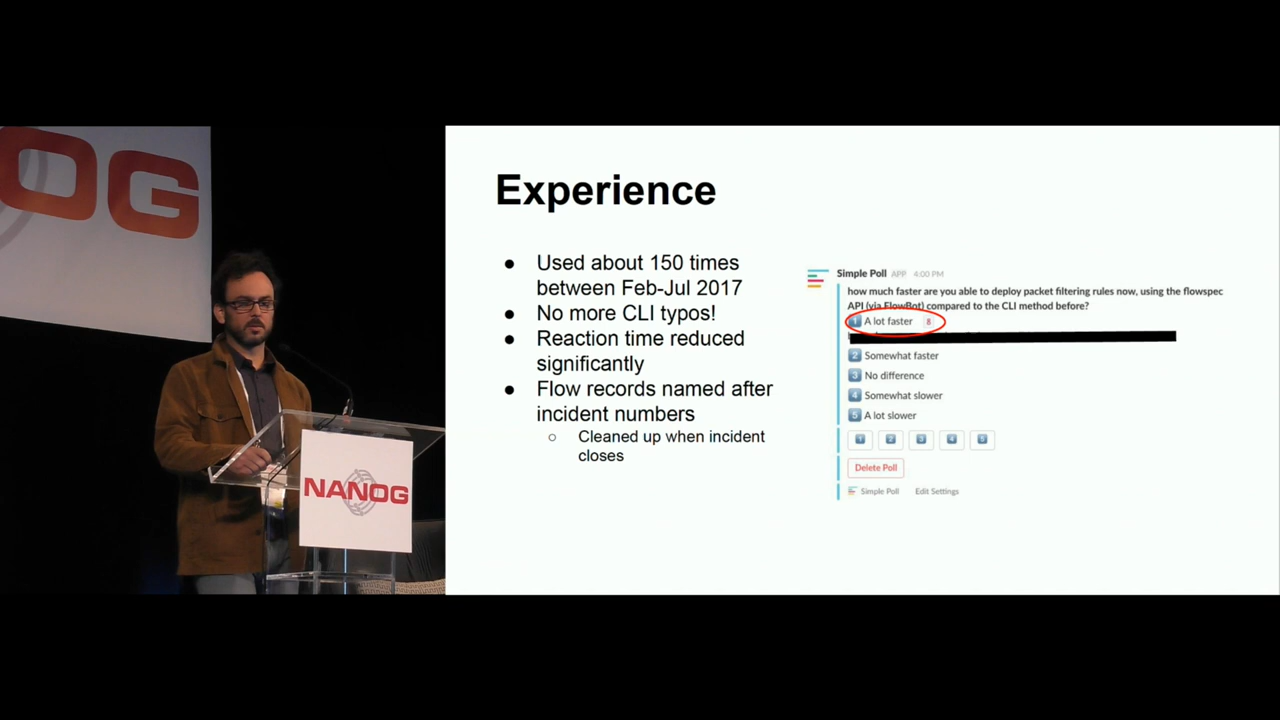 OG
NANOG
Experience
● Used about 150 times
between Feb-Jul 2017
● No more CLI typos!
● Reaction time reduced
significantly
● Flow records named after
incident numbers
○ Cleaned up when incident
closes
Simple Poll APP 4:00 PM
how much faster are you able to deploy packet filtering rules now, using the flowspec
API (via FlowBot) compared to the CLI method before?
1 A lot faster 8
2 Somewhat faster
3 No difference
4 Somewhat slower
5 A lot slower
1 2 3 4 5
Delete Poll
Simple Poll Edit Settings